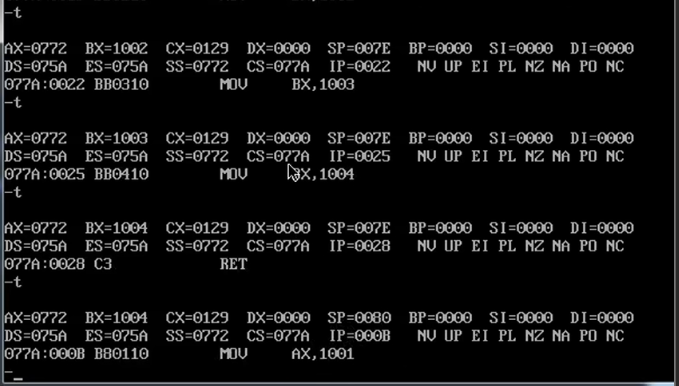 -t
AX=0772  BX=1002  CX=0129  DX=0000  SP=007E  BP=0000  SI=0000  DI=0000
DS=075A  ES=075A  SS=0772  CS=077A  IP=0022   NV UP EI PL NZ NA PO NC
077A:0022 BB0310        MOV     BX,1003
-t
AX=0772  BX=1003  CX=0129  DX=0000  SP=007E  BP=0000  SI=0000  DI=0000
DS=075A  ES=075A  SS=0772  CS=077A  IP=0025   NV UP EI PL NZ NA PO NC
077A:0025 BB0410        MOV     BX,1004
-t
AX=0772  BX=1004  CX=0129  DX=0000  SP=007E  BP=0000  SI=0000  DI=0000
DS=075A  ES=075A  SS=0772  CS=077A  IP=0028   NV UP EI PL NZ NA PO NC
077A:0028 C3            RET
-t
AX=0772  BX=1004  CX=0129  DX=0000  SP=0080  BP=0000  SI=0000  DI=0000
DS=075A  ES=075A  SS=0772  CS=077A  IP=000B   NV UP EI PL NZ NA PO NC
077A:000B B80110        MOV     AX,1001
-_